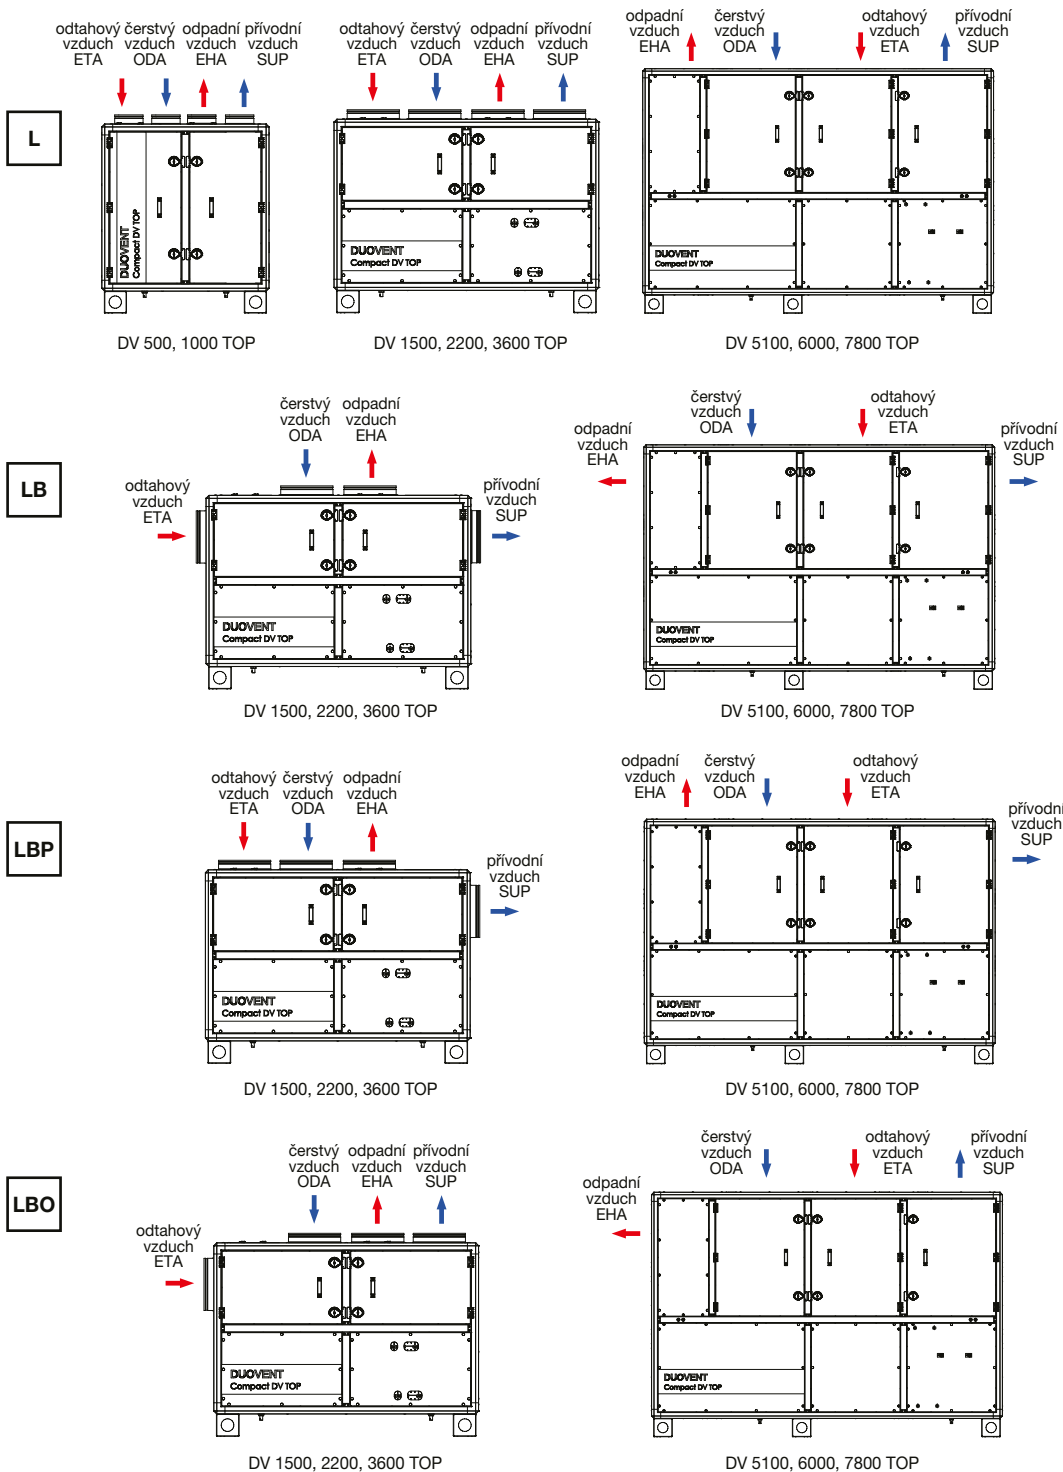 odtahový
vzduch
ETA
čerstvý
vzduch
ODA
odpadní
vzduch
EHA
přívodní
vzduch
SUP
odtahový
vzduch
ETA
čerstvý
vzduch
ODA
odpadní
vzduch
EHA
přívodní
vzduch
SUP
odpadní
vzduch
EHA
čerstvý
vzduch
ODA
odtahový
vzduch
ETA
přívodní
vzduch
SUP
L
DUOVENT
Compact DV TOP
DUOVENT
Compact DV TOP
DUOVENT
Compact DV TOP
DV 500, 1000 TOP
DV 1500, 2200, 3600 TOP
DV 5100, 6000, 7800 TOP
LB
odtahový
vzduch
ETA
čerstvý
vzduch
ODA
odpadní
vzduch
EHA
přívodní
vzduch
SUP
odpadní
vzduch
EHA
čerstvý
vzduch
ODA
odtahový
vzduch
ETA
přívodní
vzduch
SUP
DUOVENT
Compact DV TOP
DUOVENT
Compact DV TOP
DV 1500, 2200, 3600 TOP
DV 5100, 6000, 7800 TOP
LBP
odtahový
vzduch
ETA
čerstvý
vzduch
ODA
odpadní
vzduch
EHA
přívodní
vzduch
SUP
odpadní
vzduch
EHA
čerstvý
vzduch
ODA
odtahový
vzduch
ETA
přívodní
vzduch
SUP
DUOVENT
Compact DV TOP
DUOVENT
Compact DV TOP
DV 1500, 2200, 3600 TOP
DV 5100, 6000, 7800 TOP
LBO
odtahový
vzduch
ETA
čerstvý
vzduch
ODA
odpadní
vzduch
EHA
přívodní
vzduch
SUP
odpadní
vzduch
EHA
čerstvý
vzduch
ODA
odtahový
vzduch
ETA
přívodní
vzduch
SUP
DUOVENT
Compact DV TOP
DUOVENT
Compact DV TOP
DV 1500, 2200, 3600 TOP
DV 5100, 6000, 7800 TOP